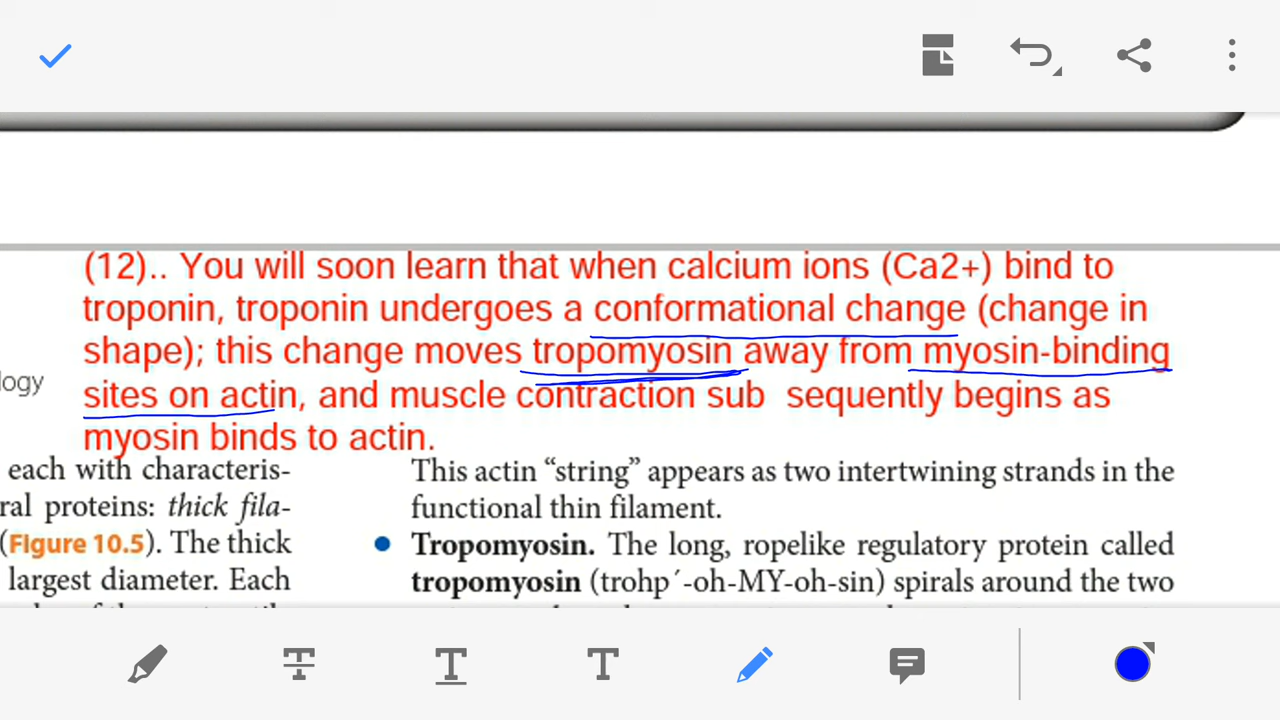 (12).. You will soon learn that when calcium ions (Ca2+) bind to
troponin, troponin undergoes a conformational change (change in
shape); this change moves tropomyosin away from myosin-binding
sites on actin, and muscle contraction sub  sequently begins as
myosin binds to actin.
logy
each with characteris-
ral proteins: thick fila-
(Figure 10.5). The thick
largest diameter. Each
This actin “string” appears as two intertwining strands in the
functional thin filament.
● Tropomyosin. The long, ropelike regulatory protein called
tropomyosin (trohp´-oh-MY-oh-sin) spirals around the two
T T T